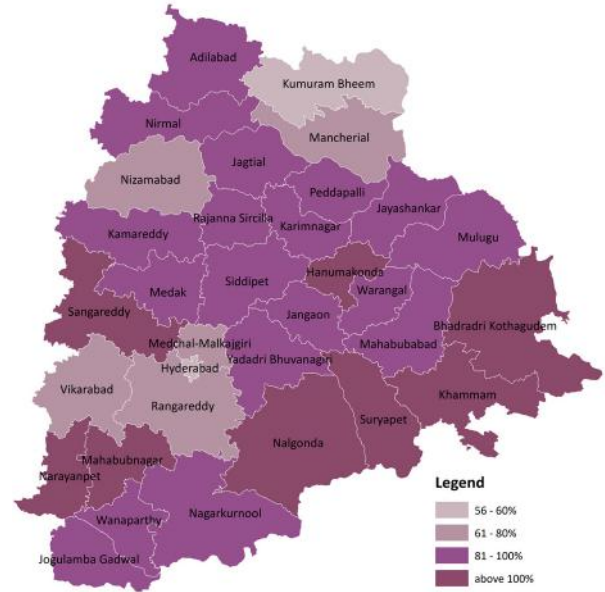 Adilabad
Kumuram Bheem
Nirmal
Mancherial
Jagtial
Nizamabad
Peddapalli
Jayashankar
Rajanna Sircilla
Karimnagar
Kamareddy
Mulugu
Hanumakonda
Siddipet
Medak
Warangal
Sangareddy
Jangaon
Bhadradri Kothagudem
Medchal-Malkajgiri
Mahabubabad
Yadadri Bhuvanagiri
Hyderabad
Vikarabad
Khammam
Rangareddy
Suryapet
Nalgonda
Mahabubnagar
Narayanpet
Legend
56 - 60%
Nagarkurnool
Wanaparthy
61 - 80%
81 - 100%
Jogulamba Gadwal
above 100%